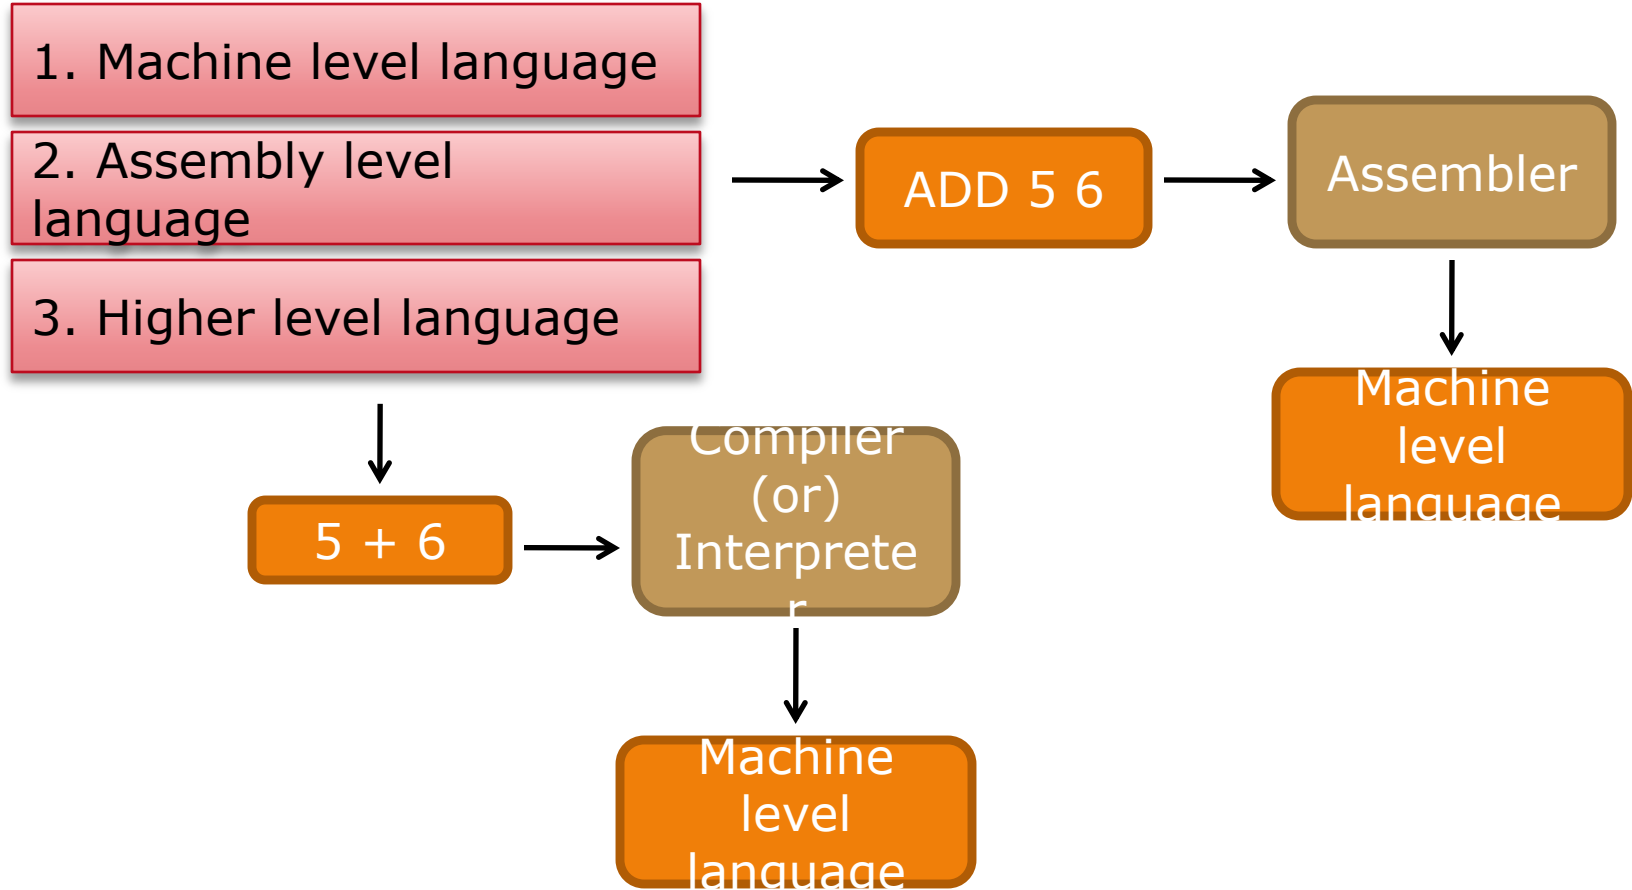 1. Machine level language
2. Assembly level
language
3. Higher level language
ADD 5 6
Assembler
Machine
level
language
5 + 6
Compiler
(or)
Interprete
r
Machine
level
language